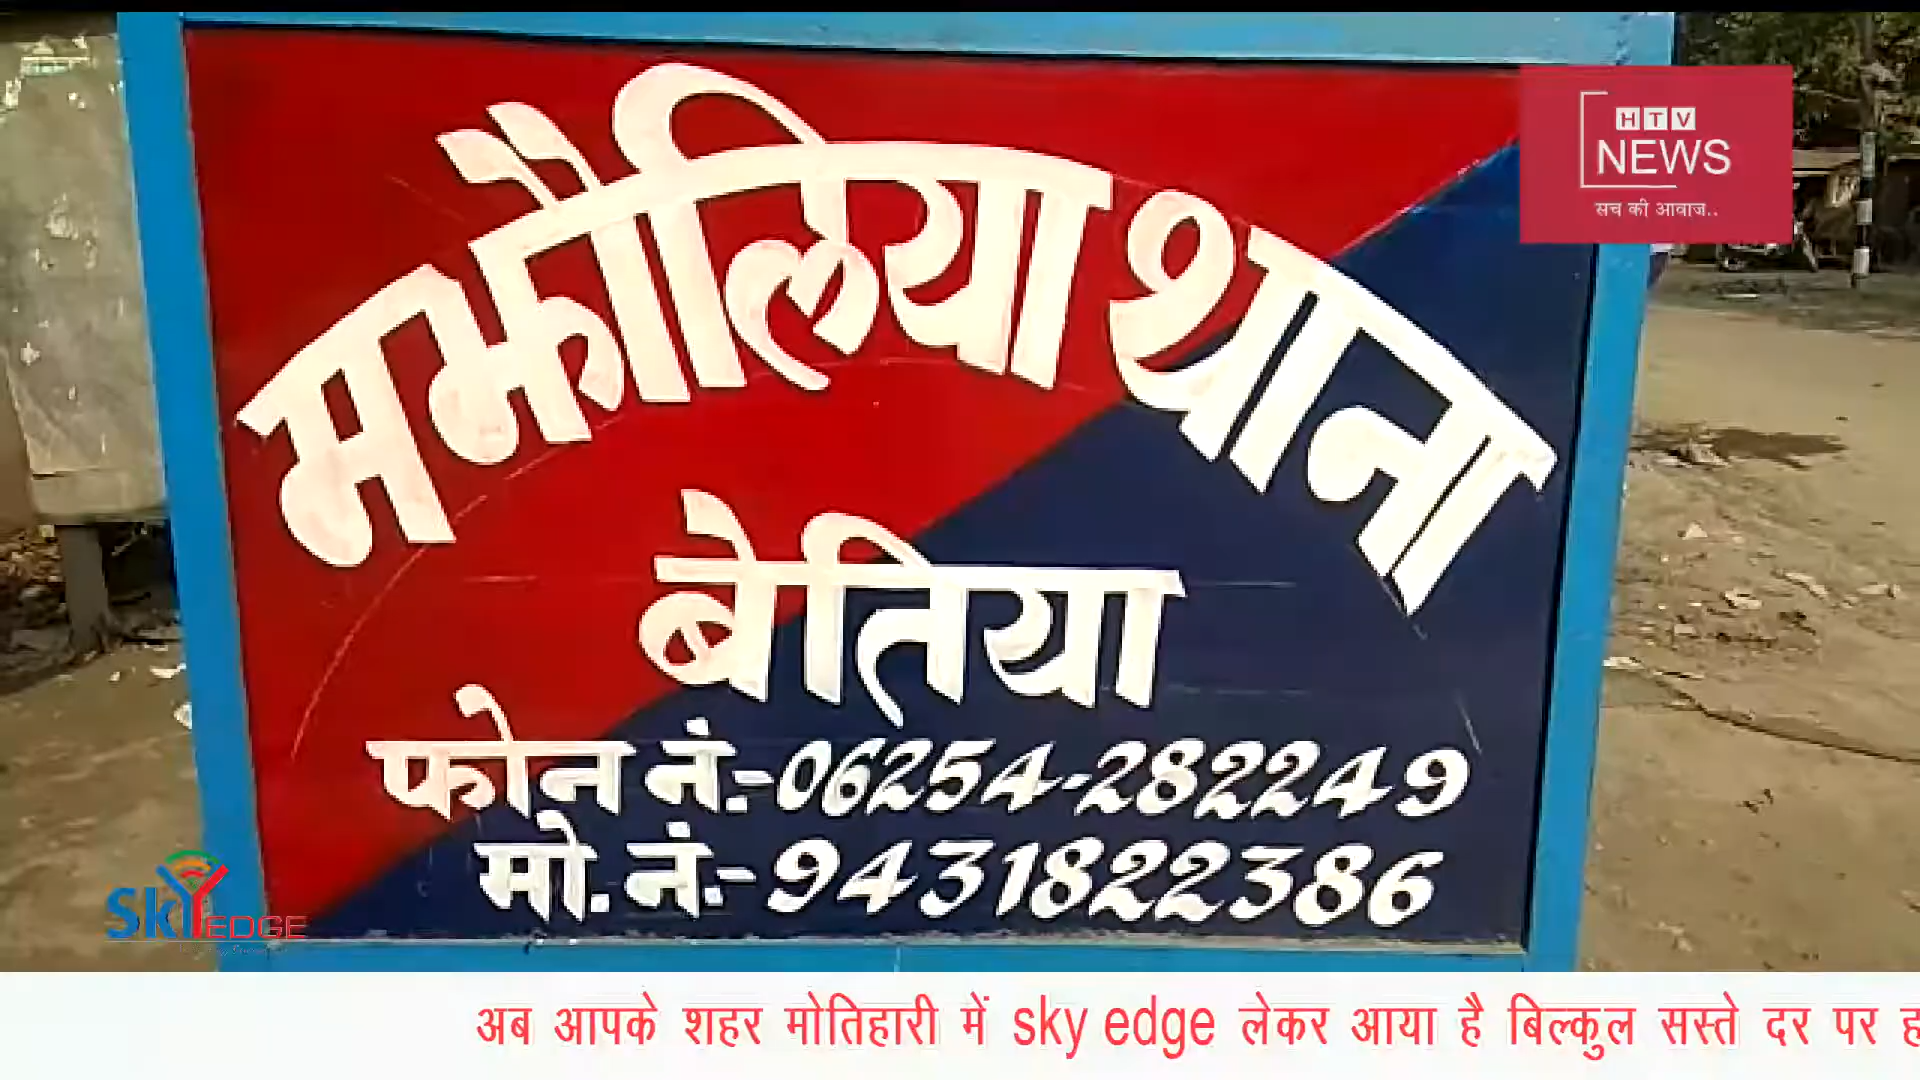 मझौलिया थाना
बेतिया
फोन नं.-06254-282249
मो. नं.-9431822386
HTV
NEWS
सच की आवाज..
SkY EDGE
अब आपके शहर मोतिहारी में sky edge लेकर आया है बिल्कुल सस्ते दर पर